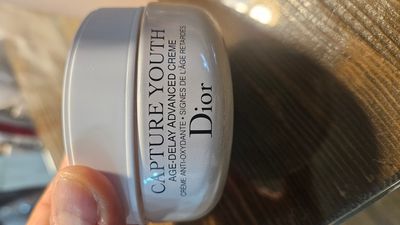 CAPTURE YOUTH
AGE-DELAY ADVANCED CREME
CRÈME ANTI-OXYDANTE • SIGNES DE L'ÂGE RETARDÉS
Dior